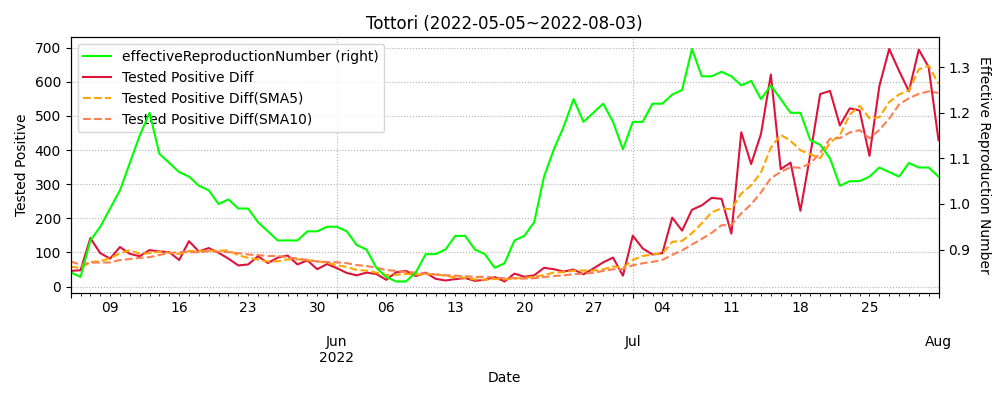 Tottori (2022-05-05~2022-08-03)
effectiveReproductionNumber (right)
Tested Positive Diff
Tested Positive Diff(SMA5)
Tested Positive Diff(SMA10)
Tested Positive
700
600
500
400
300
200
100
0
1.3
1.2
1.1
1.0
0.9
Effective Reproduction Number
09 16 23 30 06 13 20 27 04 11 18 25
Jun Jul Aug
2022
Date